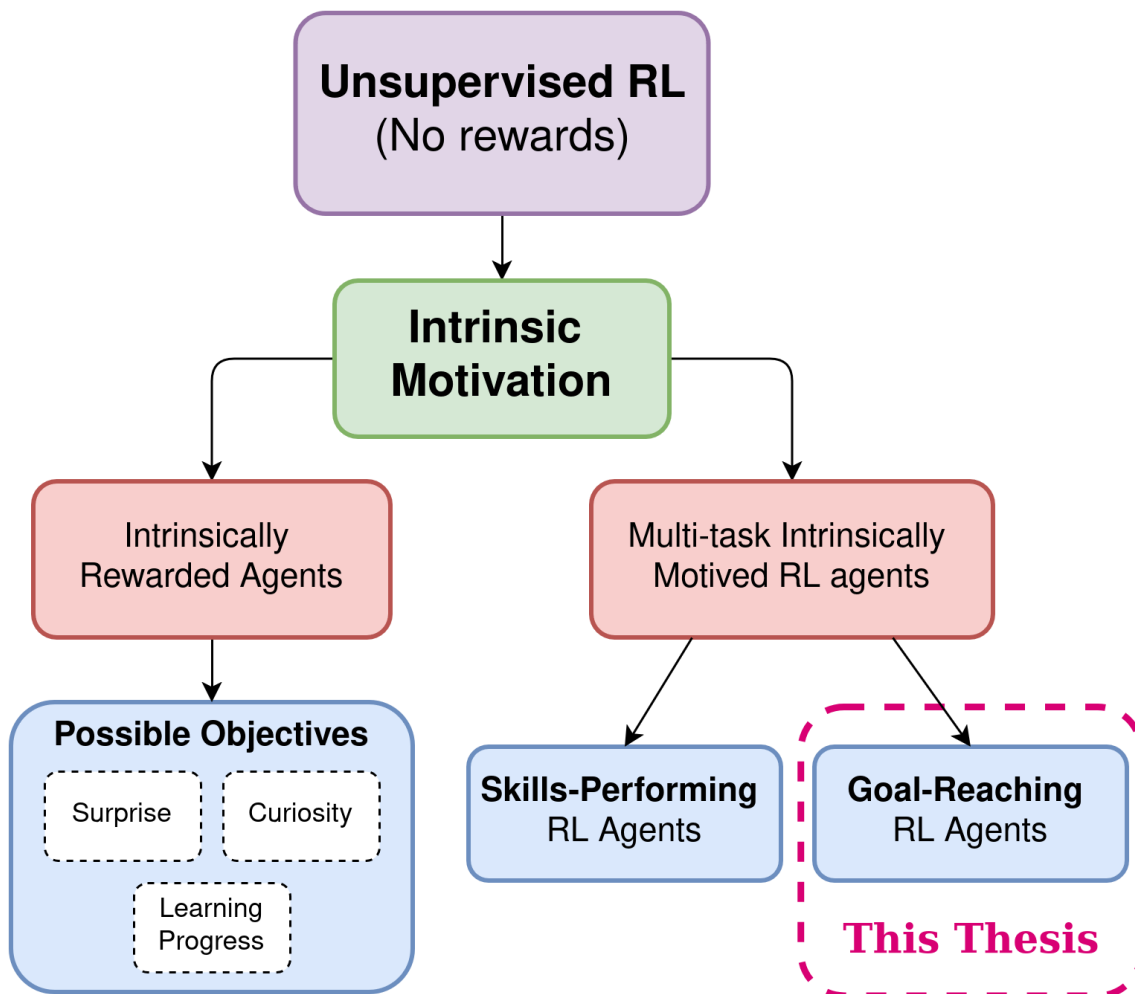 Unsupervised RL
(No rewards)
Intrinsic
Motivation
Intrinsically
Rewarded Agents
Multi-task Intrinsically
Motived RL agents
Possible Objectives
Surprise
Curiosity
Learning
Progress
Skills-Performing
RL Agents
Goal-Reaching
RL Agents
This Thesis